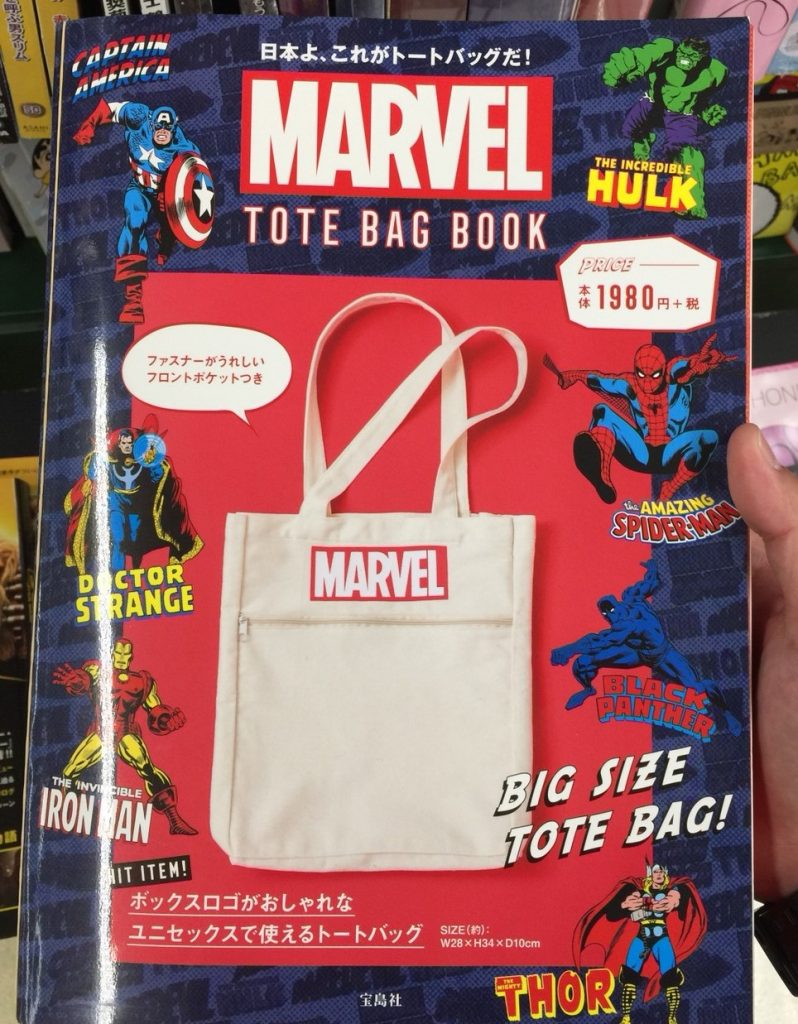 CAPTAIN
AMERICA
日本よ、これがトートバッグだ!
MARVEL
TOTE BAG BOOK
THE INCREDIBLE
HULK
PRICE
本体 1980円+税
ファスナーがうれしい
フロントポケットつき
the AMAZING
SPIDER-MAN
MARVEL
DOCTOR
STRANGE
BLACK
PANTHER
THE INVINCIBLE
IRON MAN
BIG SIZE
TOTE BAG!
HIT ITEM!
ボックスロゴがおしゃれな
ユニセックスで使えるトートバッグ
SIZE(約):
W28×H34×D10cm
THE MIGHTY
THOR
宝島社